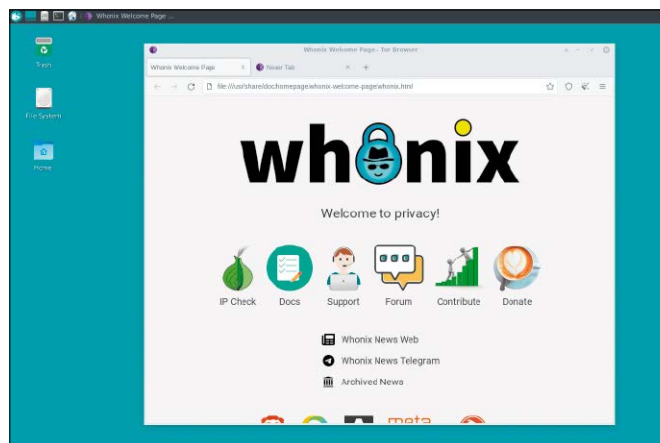 Whonix Welcome Page ...
Trash
File System
Home
Whonix Welcome Page - Tor Browser
Whonix Welcome Page
file:///usr/share/doc/homepage/whonix-welcome-page/whonix.html
whonix
Welcome to privacy!
IP Check Docs Support Forum Contribute Donate
Whonix News Web
Whonix News Telegram
Archived News
meta